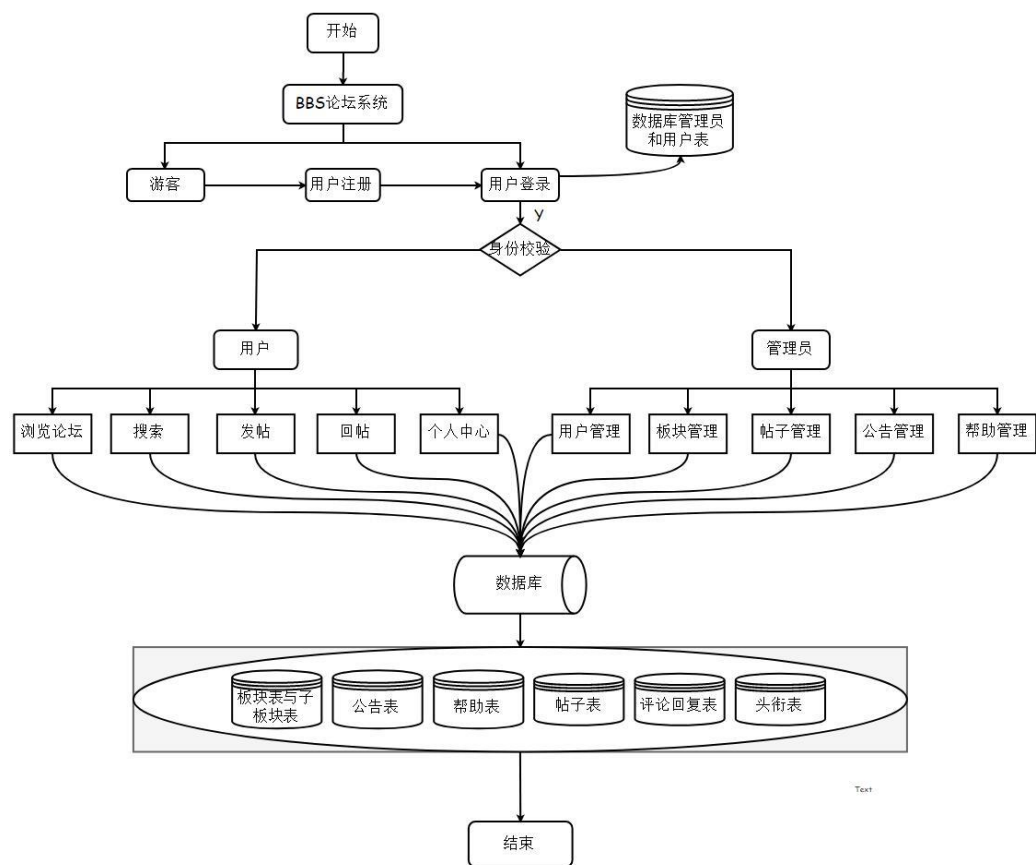 开始
BBS论坛系统
数据库管理员
和用户表
游客
用户注册
用户登录
Y
身份校验
用户
管理员
浏览论坛
搜索
发帖
回帖
个人中心
用户管理
板块管理
帖子管理
公告管理
帮助管理
数据库
板块表与子
板块表
公告表
帮助表
帖子表
评论回复表
头衔表
Text
结束